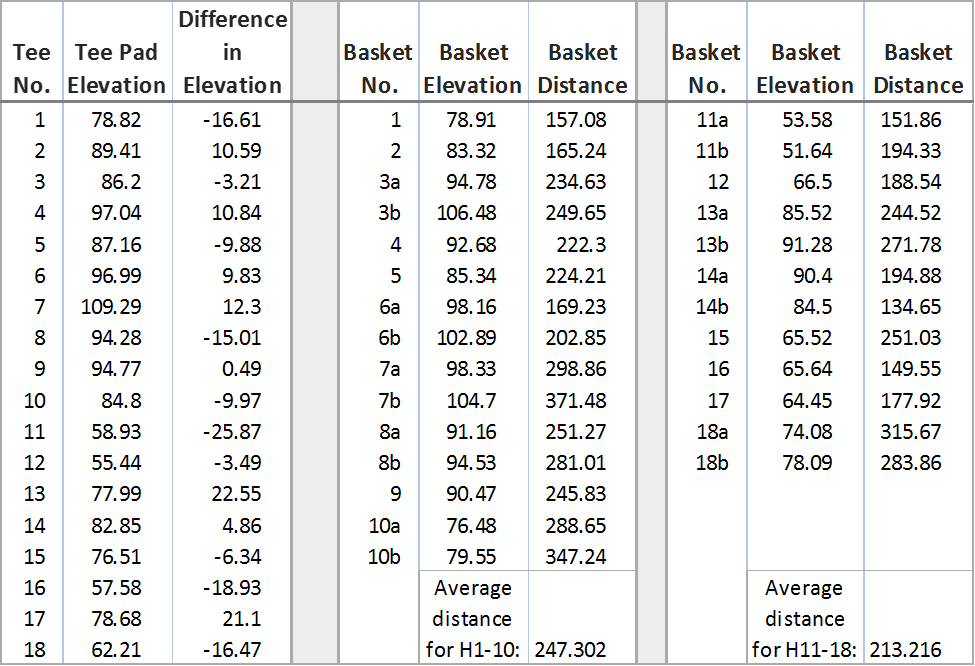 Difference
Tee Tee Pad in Basket Basket Basket Basket Basket Basket
No. Elevation Elevation No. Elevation Distance No. Elevation Distance
1 78.82 -16.61 1 78.91 157.08 11a 53.58 151.86
2 89.41 10.59 2 83.32 165.24 11b 51.64 194.33
3 86.2 -3.21 3a 94.78 234.63 12 66.5 188.54
4 97.04 10.84 3b 106.48 249.65 13a 85.52 244.52
5 87.16 -9.88 4 92.68 222.3 13b 91.28 271.78
6 96.99 9.83 5 85.34 224.21 14a 90.4 194.88
7 109.29 12.3 6a 98.16 169.23 14b 84.5 134.65
8 94.28 -15.01 6b 102.89 202.85 15 65.52 251.03
9 94.77 0.49 7a 98.33 298.86 16 65.64 149.55
10 84.8 -9.97 7b 104.7 371.48 17 64.45 177.92
11 58.93 -25.87 8a 91.16 251.27 18a 74.08 315.67
12 55.44 -3.49 8b 94.53 281.01 18b 78.09 283.86
13 77.99 22.55 9 90.47 245.83
14 82.85 4.86 10a 76.48 288.65
15 76.51 -6.34 10b 79.55 347.24
16 57.58 -18.93 Average Average
17 78.68 21.1 distance distance
18 62.21 -16.47 for H1-10: 247.302 for H11-18: 213.216